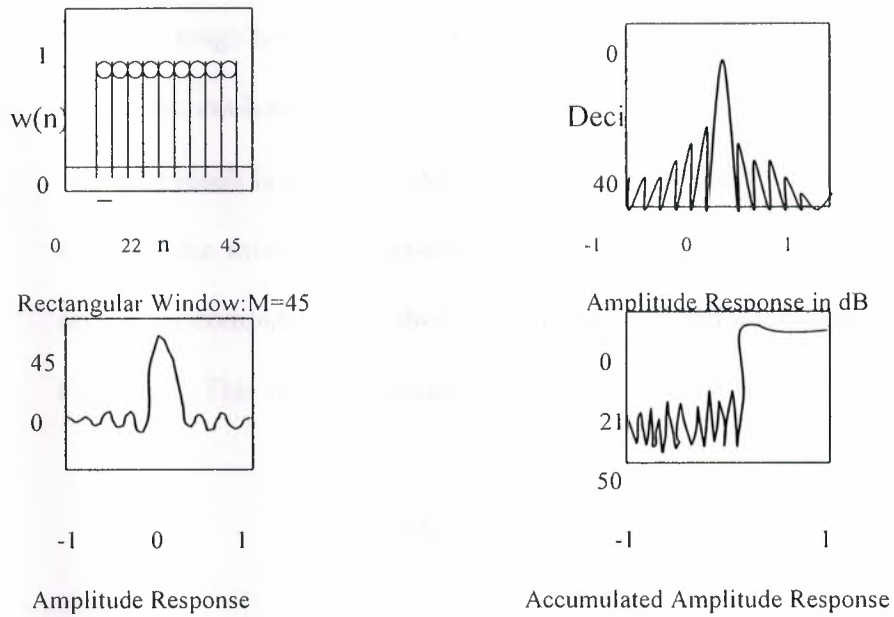 1
w(n)
0
0 22 n 45
Rectangular Window:M=45
0
Deci
40
-1 0 1
Amplitude Response in dB
45
0
-1 0 1
Amplitude Response
0
21
50
-1 1
Accumulated Amplitude Response